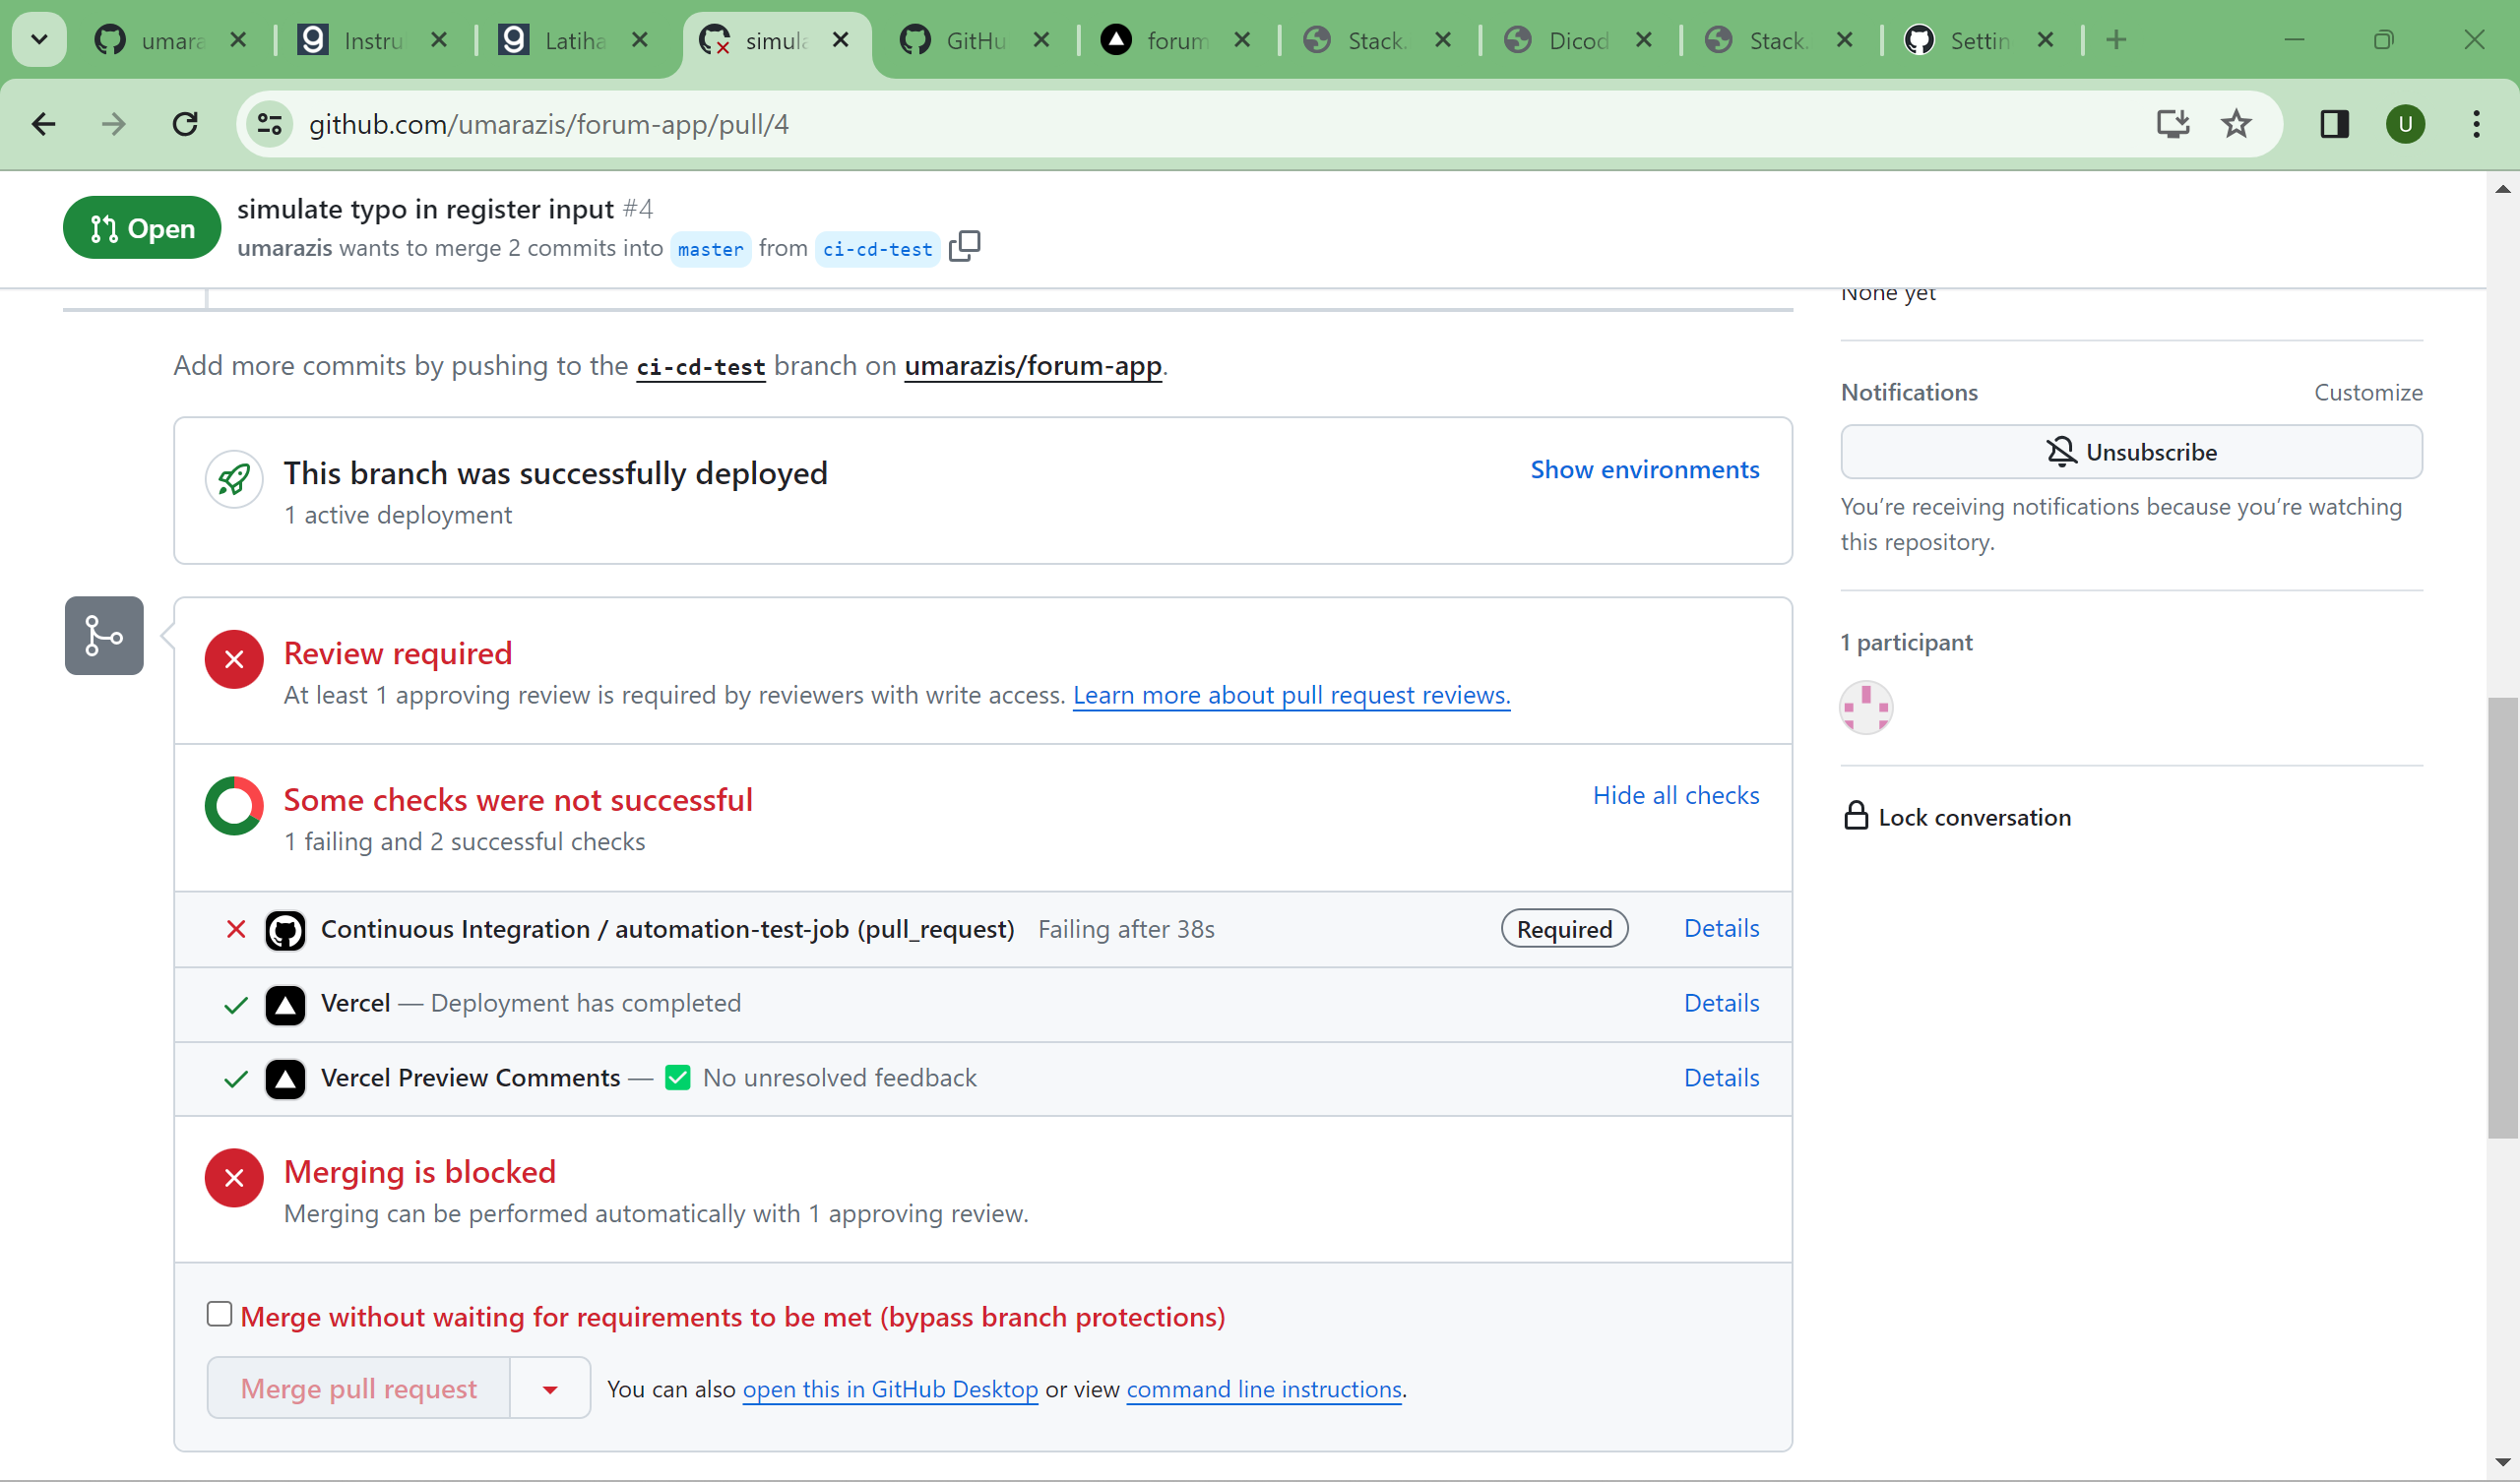 umara
Instru
Latiha
simula
GitHu
forum
Stack.
Dicod
Stack.
Settin
github.com/umarazis/forum-app/pull/4
U
Open
simulate typo in register input #4
umarazis wants to merge 2 commits into master from ci-cd-test
None yet
Add more commits by pushing to the ci-cd-test branch on umarazis/forum-app.
Notifications
Customize
Unsubscribe
You're receiving notifications because you're watching
this repository.
This branch was successfully deployed
Show environments
1 active deployment
1 participant
Lock conversation
Review required
At least 1 approving review is required by reviewers with write access. Learn more about pull request reviews.
Some checks were not successful
Hide all checks
1 failing and 2 successful checks
Continuous Integration / automation-test-job (pull_request) Failing after 38s
Required
Details
Vercel — Deployment has completed
Details
Vercel Preview Comments — ✅ No unresolved feedback
Details
Merging is blocked
Merging can be performed automatically with 1 approving review.
Merge without waiting for requirements to be met (bypass branch protections)
Merge pull request
You can also open this in GitHub Desktop or view command line instructions.